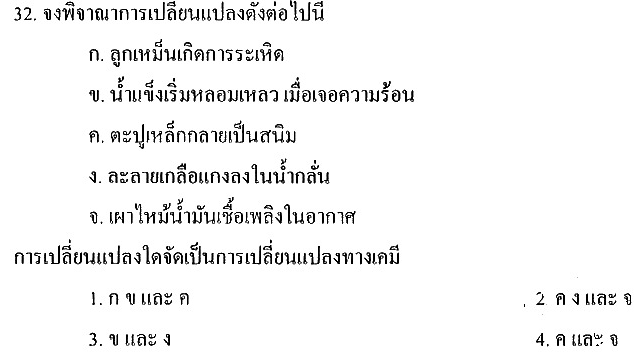 32. จงพิจาณาการเปลี่ยนแปลงดังต่อไปนี้
ก. ลูกเหม็นเกิดการระเหิด
ข. น้ำแข็งเริ่มหลอมเหลว เมื่อเจอความร้อน
ค. ตะปูเหล็กกลายเป็นสนิม
ง. ละลายเกลือแกงลงในน้ำกลั่น
จ. เผาไหม้น้ำมันเชื้อเพลิงในอากาศ
การเปลี่ยนแปลงใดจัดเป็นการเปลี่ยนแปลงทางเคมี
1. ก ข และ ค 2 ค ง และ จ
3. ข และ ง 4. ค และ จ